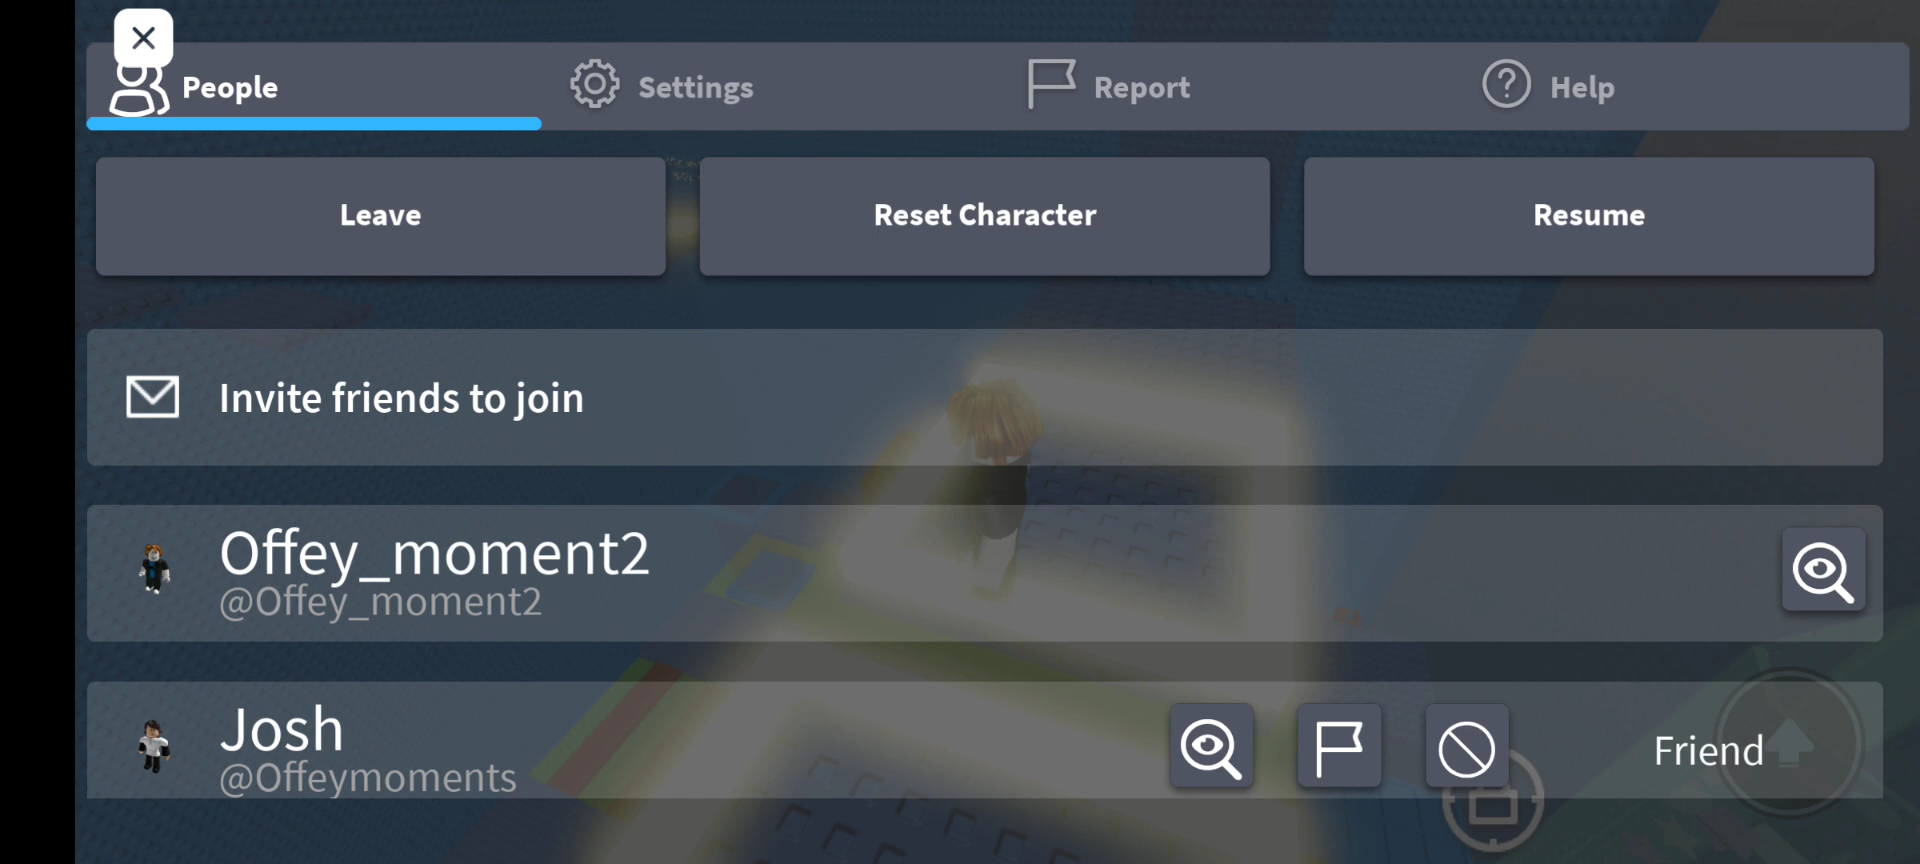 People
Settings
Report
Help
Leave
Reset Character
Resume
Invite friends to join
Offey_moment2
@Offey_moment2
Josh
@Offeymoments
Friend